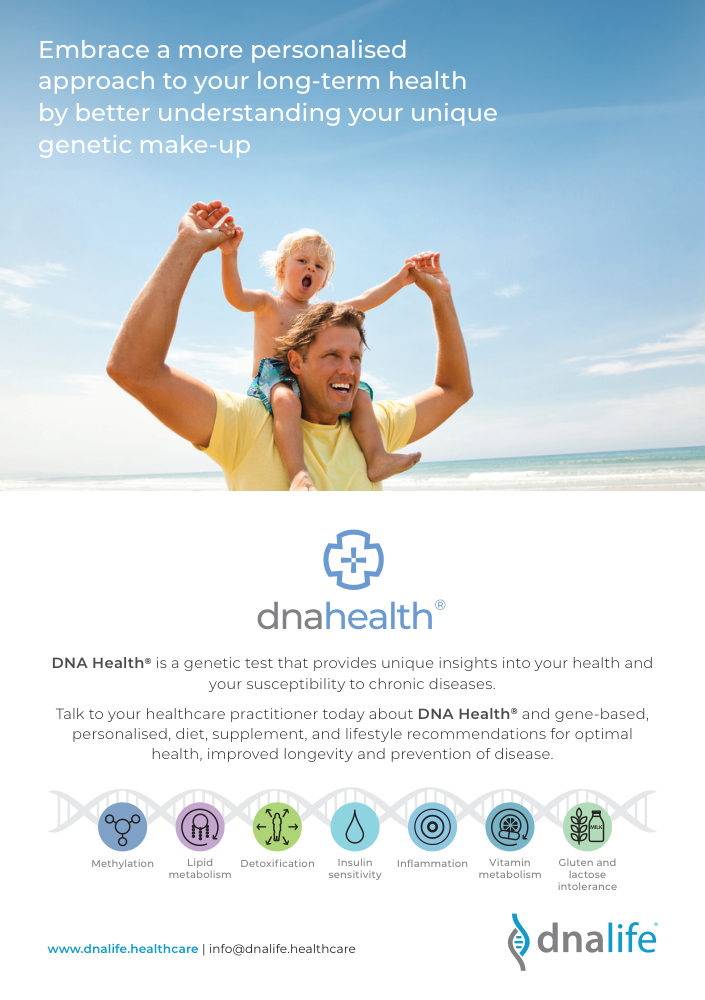 Embrace a more personalised
approach to your long-term health
by better understanding your unique
genetic make-up
dnahealth®
DNA Health® is a genetic test that provides unique insights into your health and
your susceptibility to chronic diseases.
Talk to your healthcare practitioner today about DNA Health® and gene-based,
personalised, diet, supplement, and lifestyle recommendations for optimal
health, improved longevity and prevention of disease.
MILK
Methylation
Lipid
metabolism
Detoxification
Insulin
sensitivity
Inflammation
Vitamin
metabolism
Gluten and
lactose
intolerance
www.dnalife.healthcare | info@dnalife.healthcare
dnalife®